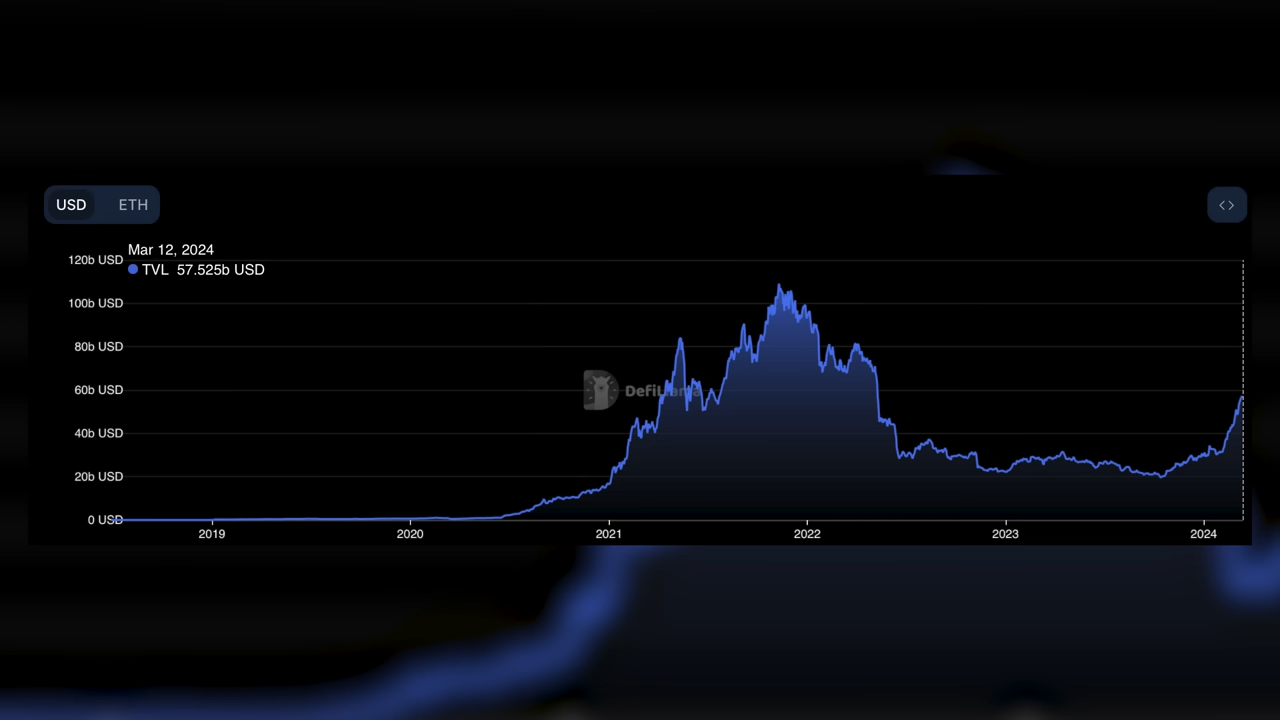 USD ETH
Mar 12, 2024
TVL 57.525b USD
120b USD
100b USD
80b USD
60b USD
40b USD
20b USD
0 USD
DefiLlama
2019 2020 2021 2022 2023 2024